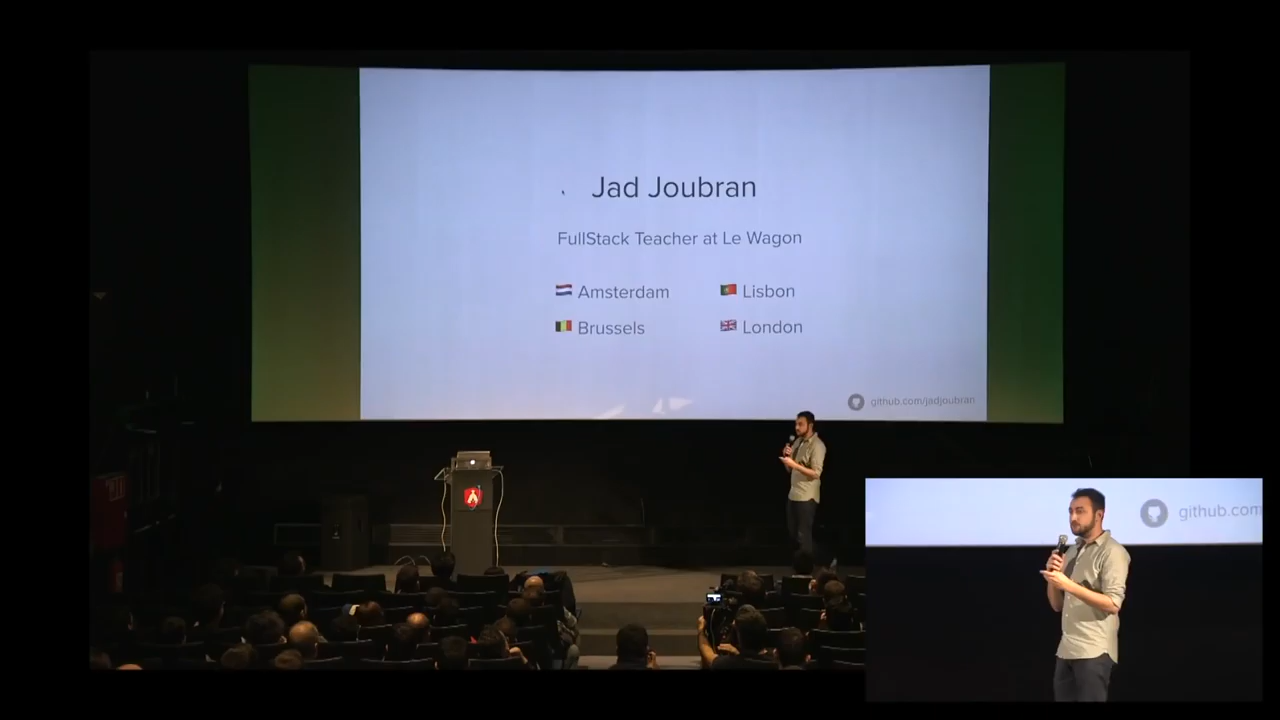 Jad Joubran
FullStack Teacher at Le Wagon
Amsterdam
Lisbon
Brussels
London
github.com/jadjoubran
github.com